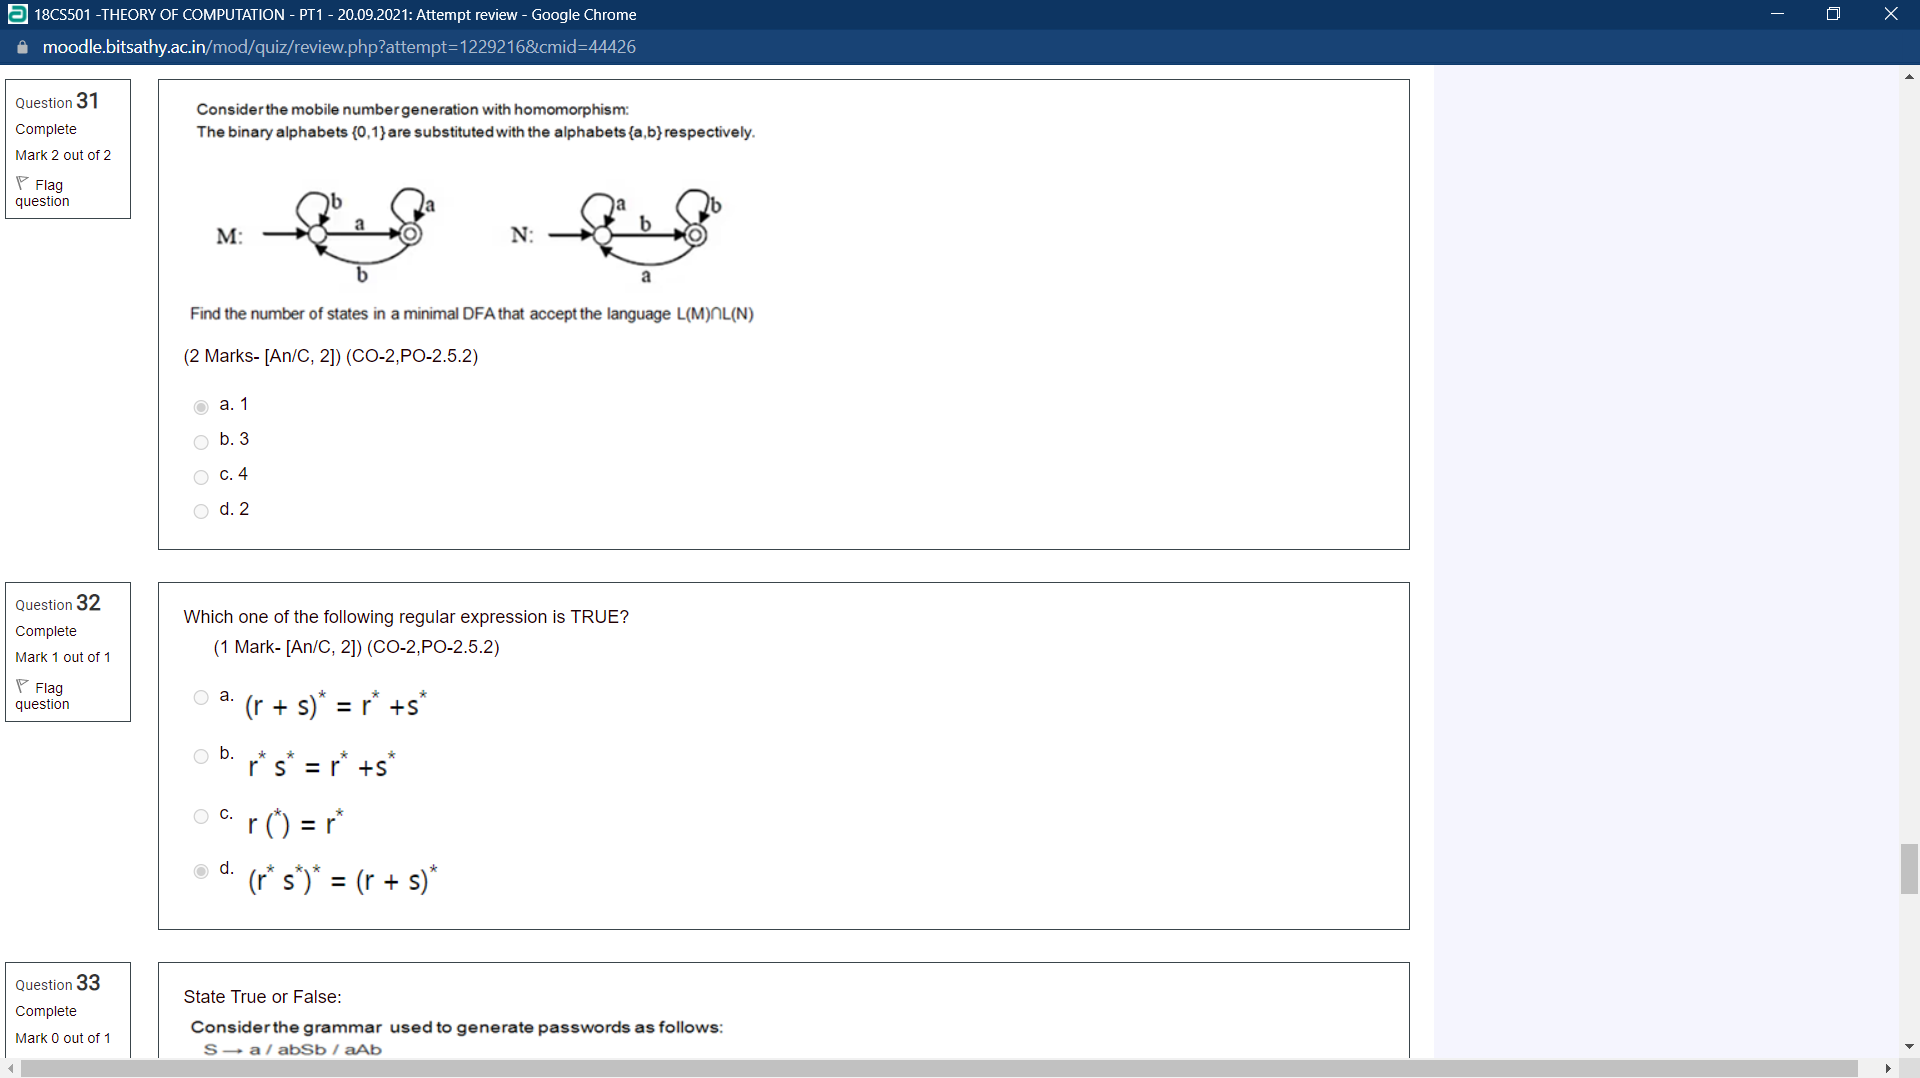 18CS501 -THEORY OF COMPUTATION - PT1 - 20.09.2021: Attempt review - Google Chrome
moodle.bitsathy.ac.in/mod/quiz/review.php?attempt=1229216&cmid=44426
Question 31
Complete
Mark 2 out of 2
Flag
question
Consider the mobile number generation with homomorphism:
The binary alphabets {0,1} are substituted with the alphabets {a,b} respectively.
M: b a a b
N: a b b a
Find the number of states in a minimal DFA that accept the language L(M)∩L(N)
(2 Marks- [An/C, 2]) (CO-2,PO-2.5.2)
a. 1
b. 3
c. 4
d. 2
Question 32
Complete
Mark 1 out of 1
Flag
question
Which one of the following regular expression is TRUE?
(1 Mark- [An/C, 2]) (CO-2,PO-2.5.2)
a. (r + s)* = r* +s*
b. r* s* = r* +s*
c. r (*) = r*
d. (r* s*)* = (r + s)*
Question 33
Complete
Mark 0 out of 1
State True or False:
Consider the grammar used to generate passwords as follows:
S → a / abSb / aAb